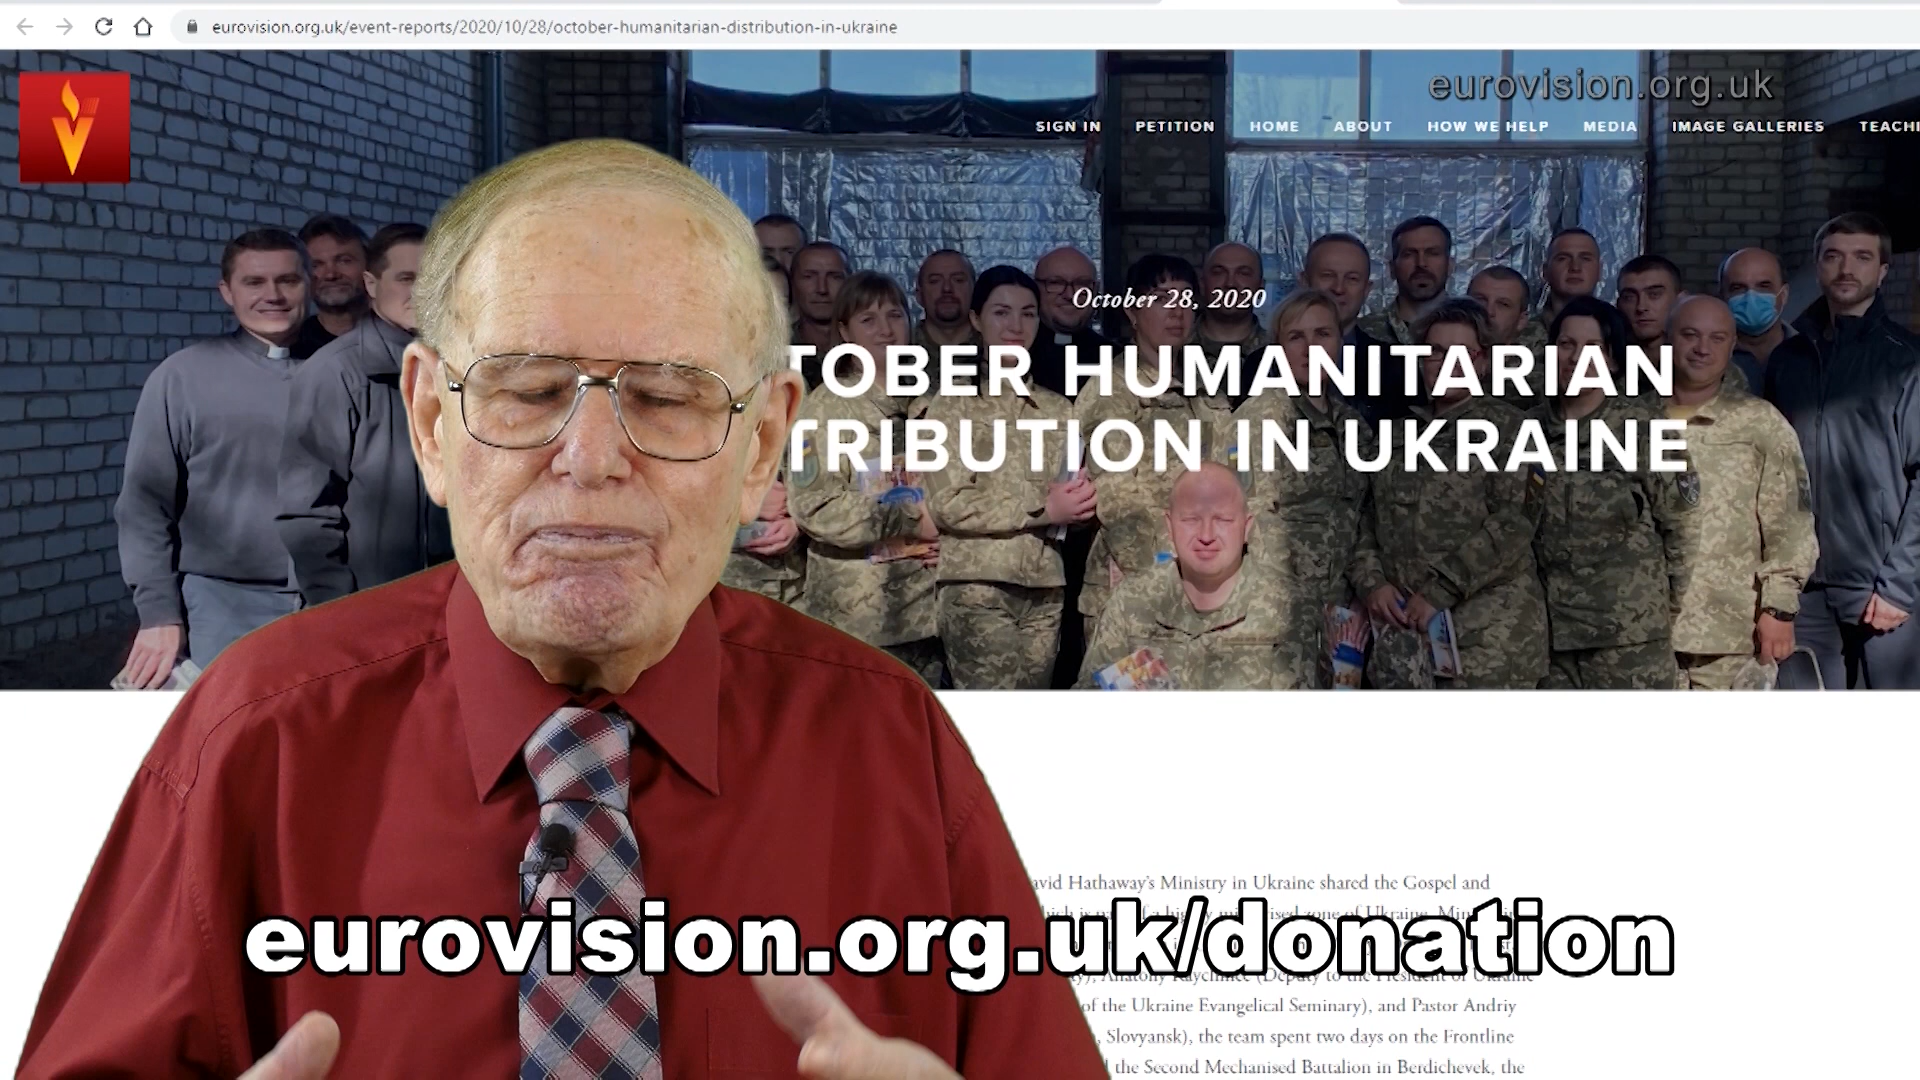 eurovision.org.uk/event-reports/2020/10/28/october-humanitarian-distribution-in-ukraine
eurovision.org.uk
SIGN IN PETITION HOME ABOUT HOW WE HELP MEDIA IMAGE GALLERIES TEACHI
October 28, 2020
TOBER HUMANITARIAN
TRIBUTION IN UKRAINE
avid Hathaway's Ministry in Ukraine shared the Gospel and
eurovision.org.uk/donation
of the Ukraine Evangelical Seminary), and Pastor Andriy
, Slovyansk), the team spent two days on the Frontline
the Second Mechanised Battalion in Berdichevek, the